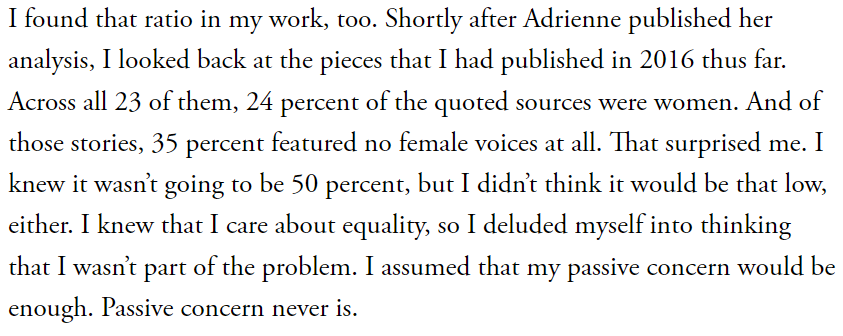 I found that ratio in my work, too. Shortly after Adrienne published her
analysis, I looked back at the pieces that I had published in 2016 thus far.
Across all 23 of them, 24 percent of the quoted sources were women. And of
those stories, 35 percent featured no female voices at all. That surprised me. I
knew it wasn’t going to be 50 percent, but I didn’t think it would be that low,
either. I knew that I care about equality, so I deluded myself into thinking
that I wasn’t part of the problem. I assumed that my passive concern would be
enough. Passive concern never is.